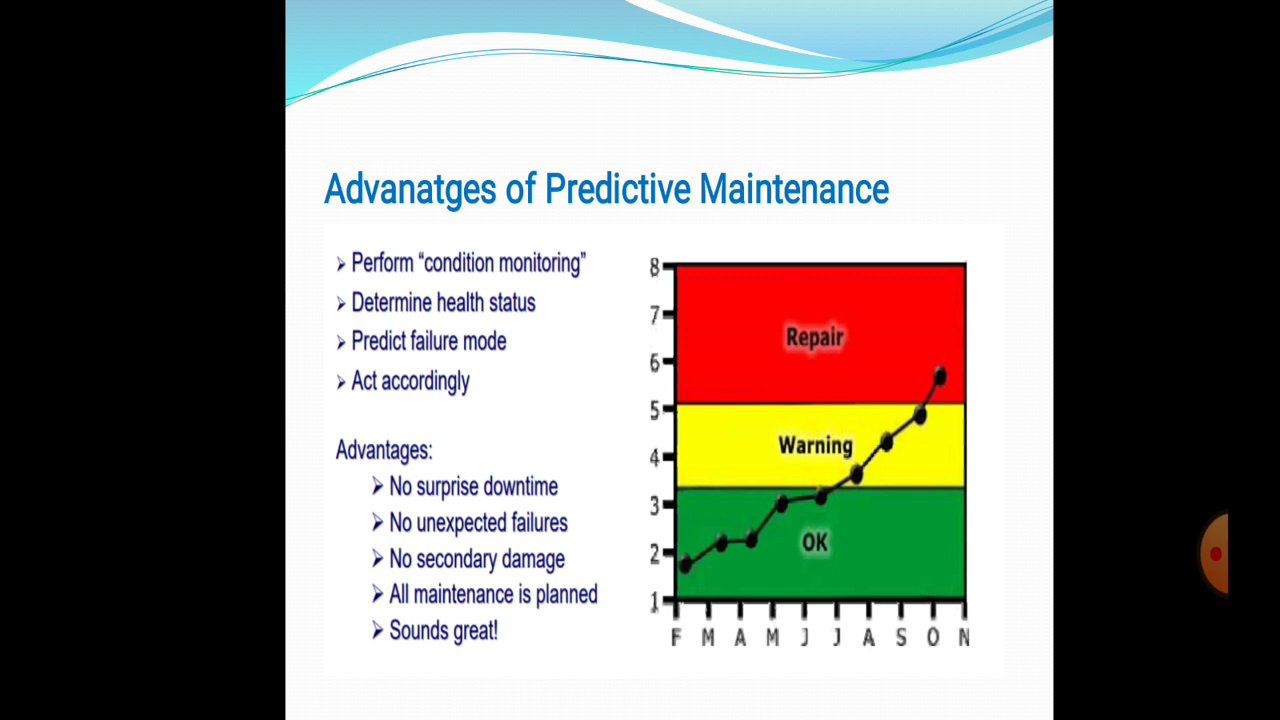 Advanatges of Predictive Maintenance
➢ Perform “condition monitoring”
➢ Determine health status
➢ Predict failure mode
➢ Act accordingly
Advantages:
➢ No surprise downtime
➢ No unexpected failures
➢ No secondary damage
➢ All maintenance is planned
➢ Sounds great!
8
7
6
5
4
3
2
1
Repair
Warning
OK
F M A M J J A S O N